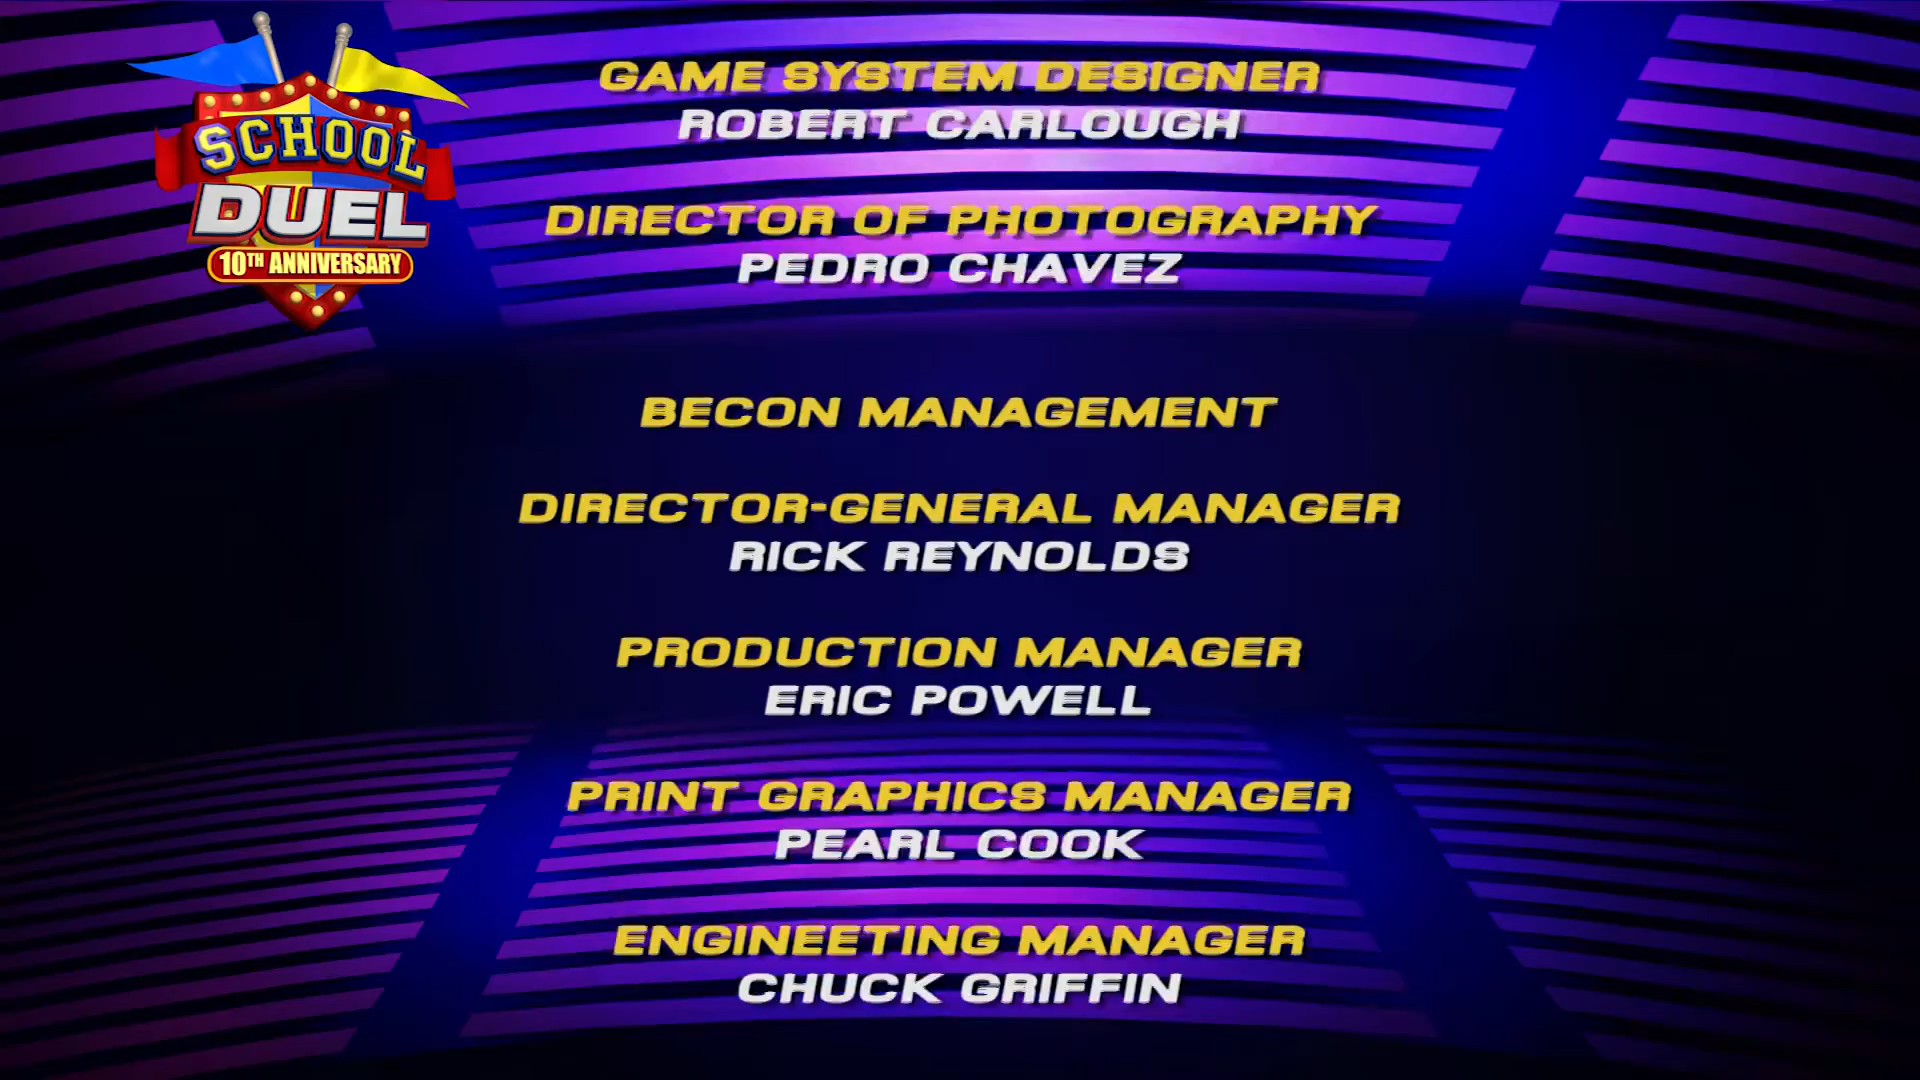 SCHOOL
DUEL
10TH ANNIVERSARY
GAME SYSTEM DESIGNER
ROBERT CARLOUGH
DIRECTOR OF PHOTOGRAPHY
PEDRO CHAVEZ
BECON MANAGEMENT
DIRECTOR-GENERAL MANAGER
RICK REYNOLDS
PRODUCTION MANAGER
ERIC POWELL
PRINT GRAPHICS MANAGER
PEARL COOK
ENGINEETING MANAGER
CHUCK GRIFFIN